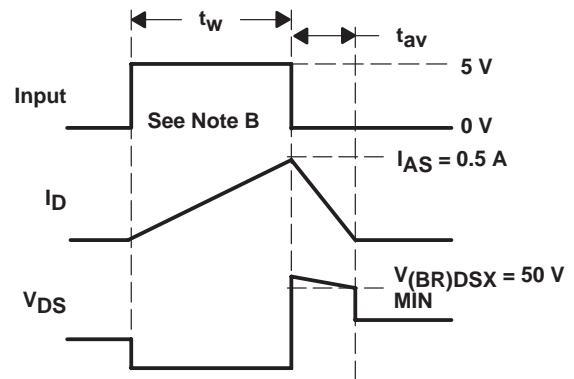 tw
tav
5 V
Input
See Note B
0 V
IAS = 0.5 A
ID
V(BR)DSX = 50 V
MIN
VDS